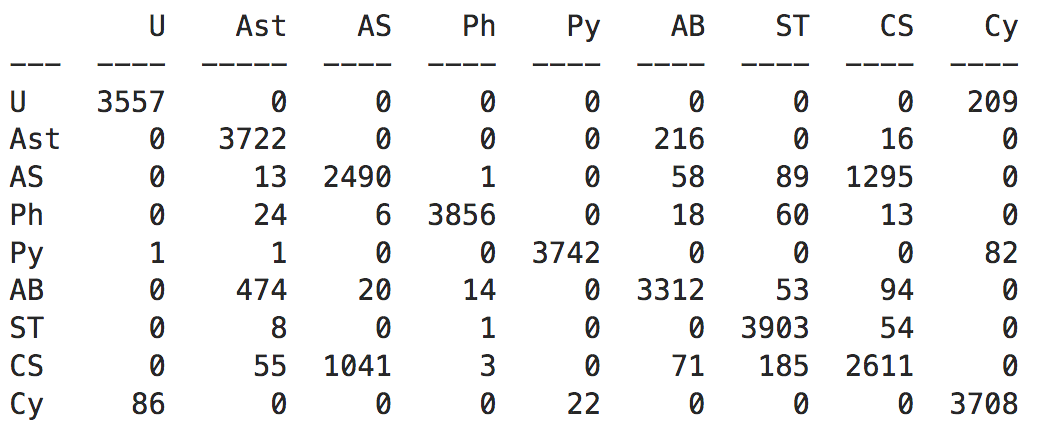 U Ast AS Ph Py AB ST CS Cy
--- ---- ----- ---- ---- ---- ---- ---- ---- ----
U 3557 0 0 0 0 0 0 0 209
Ast 0 3722 0 0 0 216 0 16 0
AS 0 13 2490 1 0 58 89 1295 0
Ph 0 24 6 3856 0 18 60 13 0
Py 1 1 0 0 3742 0 0 0 82
AB 0 474 20 14 0 3312 53 94 0
ST 0 8 0 1 0 0 3903 54 0
CS 0 55 1041 3 0 71 185 2611 0
Cy 86 0 0 0 22 0 0 0 3708